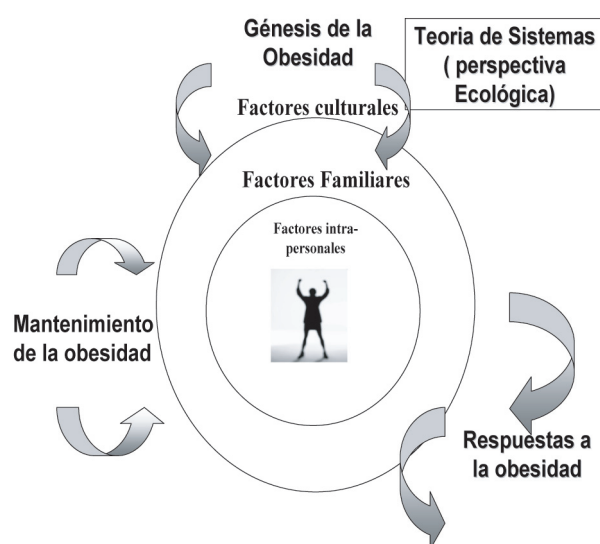 Génesis de la
Obesidad
Teoria de Sistemas
( perspectiva
Ecológica)
Factores culturales
Factores Familiares
Factores intra-
personales
Mantenimiento
de la obesidad
Respuestas a
la obesidad